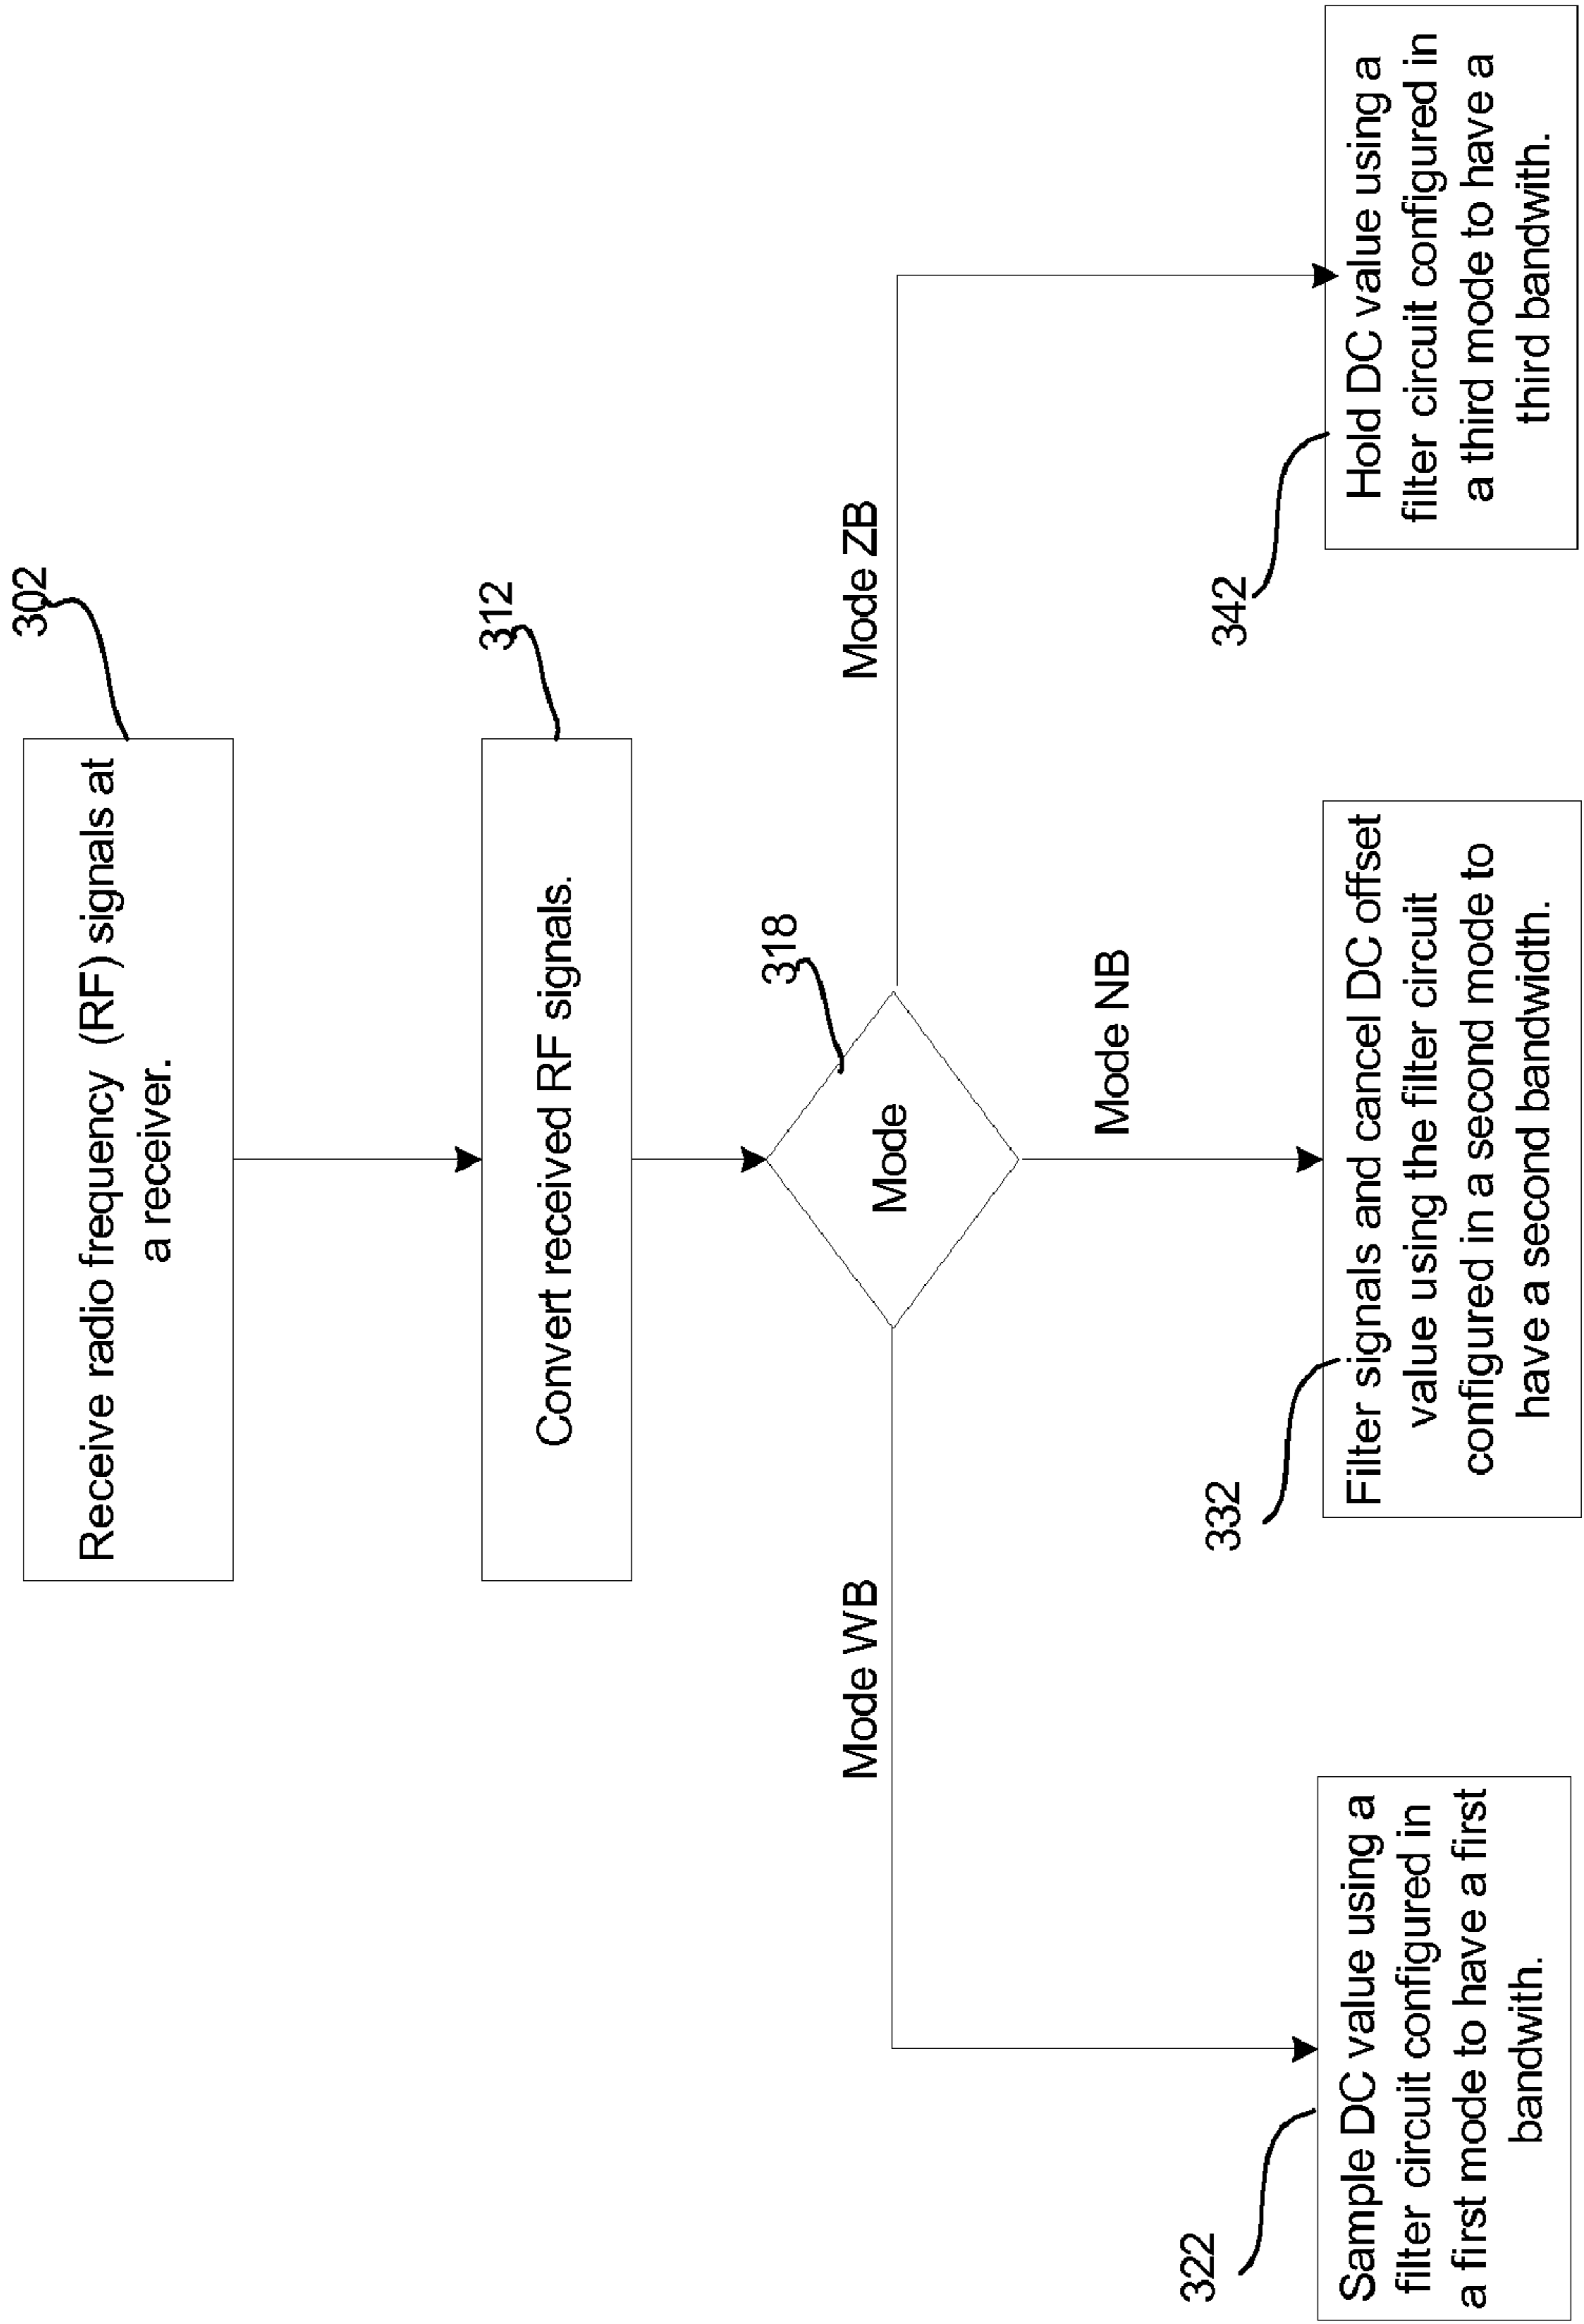 302
Receive radio frequency (RF) signals at
a receiver.
312
Convert received RF signals.
318
Mode
Mode WB
Mode NB
Mode ZB
322
Sample DC value using a
filter circuit configured in
a first mode to have a first
bandwith.
332
Filter signals and cancel DC offset
value using the filter circuit
configured in a second mode to
have a second bandwidth.
342
Hold DC value using a
filter circuit configured in
a third mode to have a
third bandwith.